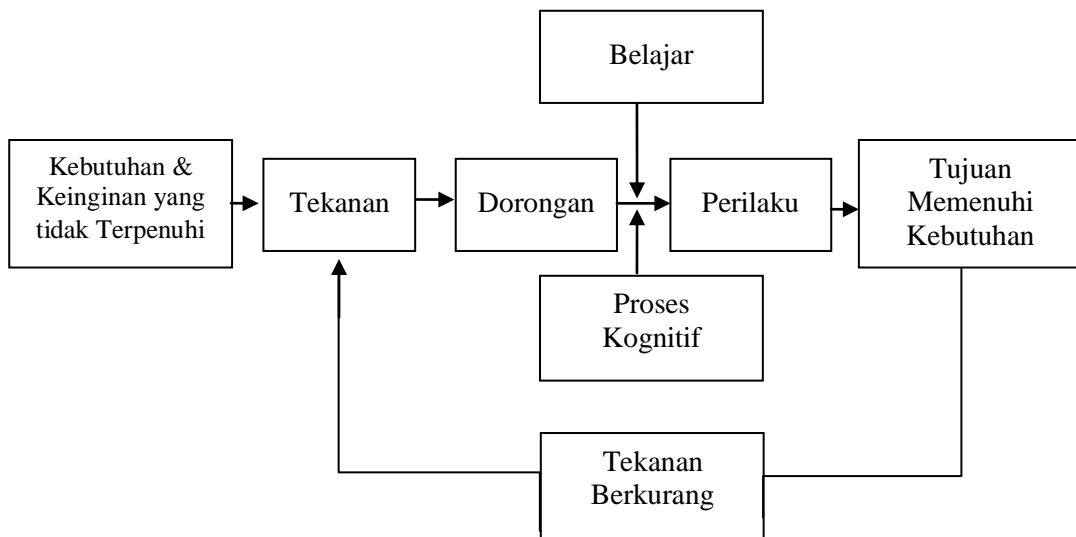 Belajar
Kebutuhan &
Keinginan yang
tidak Terpenuhi
Tekanan
Dorongan
Perilaku
Tujuan
Memenuhi
Kebutuhan
Proses
Kognitif
Tekanan
Berkurang